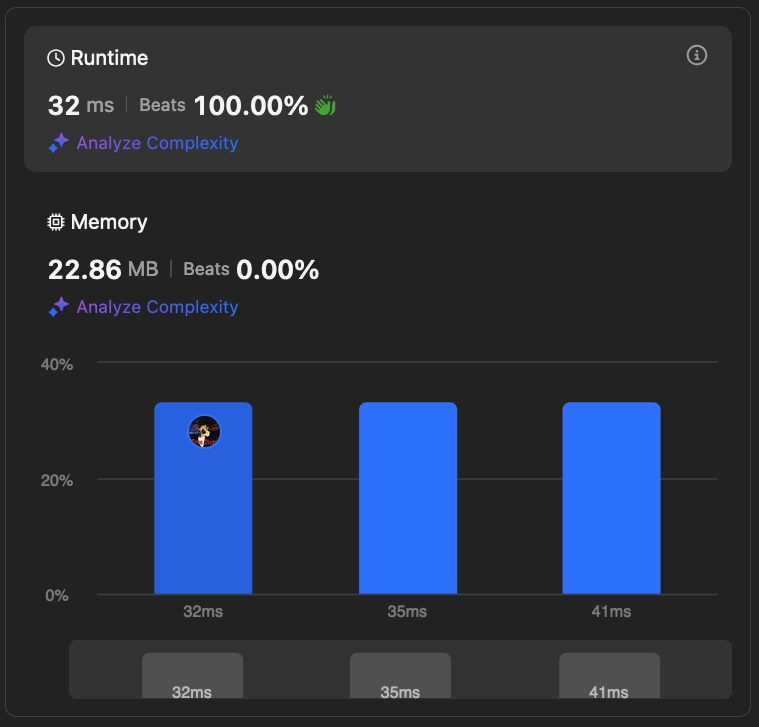 Runtime
32 ms | Beats 100.00%
Analyze Complexity
Memory
22.86 MB | Beats 0.00%
Analyze Complexity
40%
20%
0%
32ms 35ms 41ms
32ms 35ms 41ms